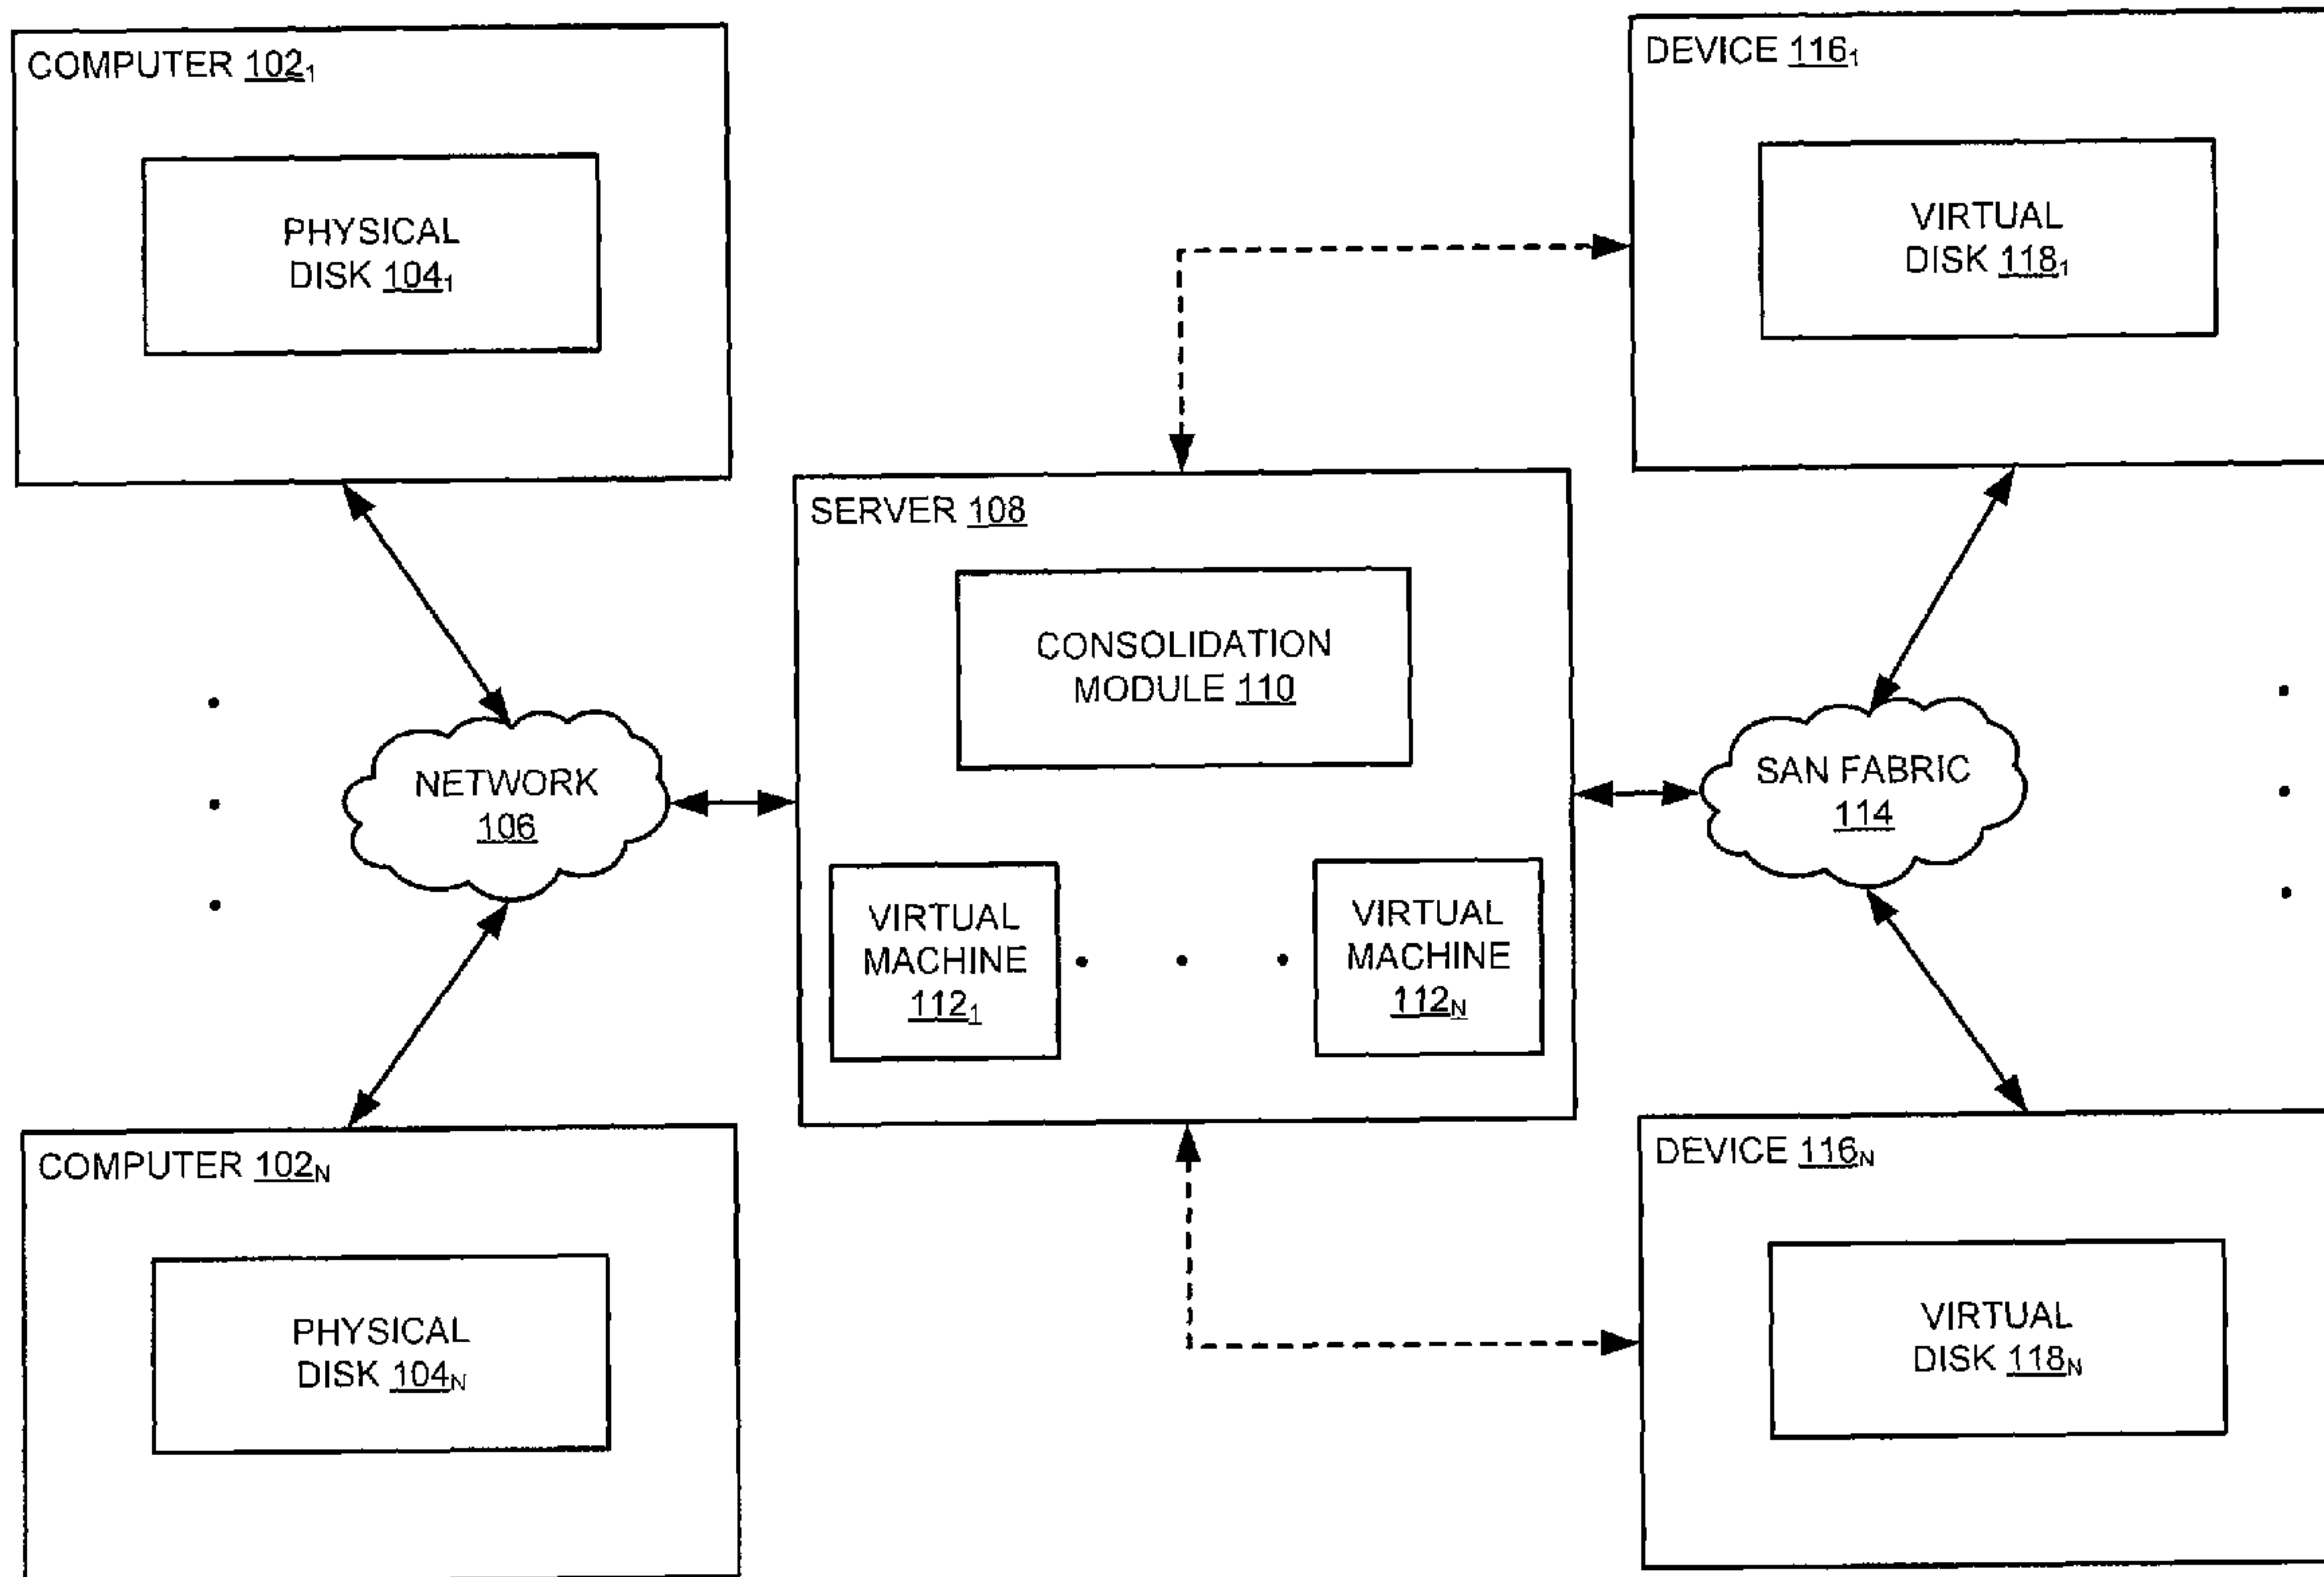 COMPUTER 102₁
PHYSICAL
DISK 104₁
DEVICE 116₁
VIRTUAL
DISK 118₁
SERVER 108
CONSOLIDATION
MODULE 110
NETWORK
106
SAN FABRIC
114
VIRTUAL
MACHINE
112₁
VIRTUAL
MACHINE
112N
COMPUTER 102N
PHYSICAL
DISK 104N
DEVICE 116N
VIRTUAL
DISK 118N